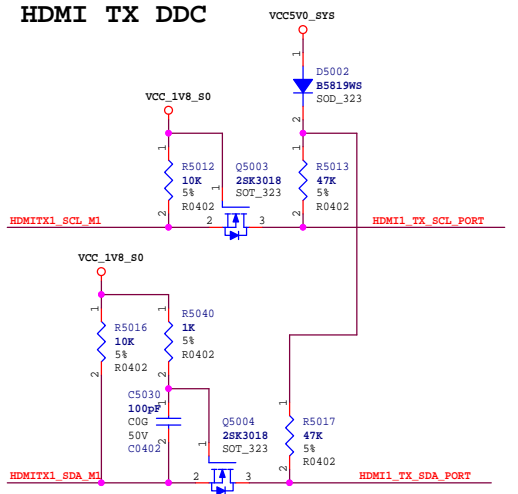 HDMI TX DDC
VCC5V0_SYS
1
D5002
B5819WS
SOD_323
2
VCC_1V8_S0
1
R5012
10K
5%
R0402
2
Q5003
2SK3018
SOT_323
1
2
3
1
R5013
47K
5%
R0402
2
HDMITX1_SCL_M1
HDMI1_TX_SCL_PORT
VCC_1V8_S0
1
R5016
10K
5%
R0402
2
1
R5040
1K
5%
R0402
2
1
C5030
100pF
C0G
50V
C0402
2
Q5004
2SK3018
SOT_323
1
2
3
1
R5017
47K
5%
R0402
2
HDMITX1_SDA_M1
HDMI1_TX_SDA_PORT